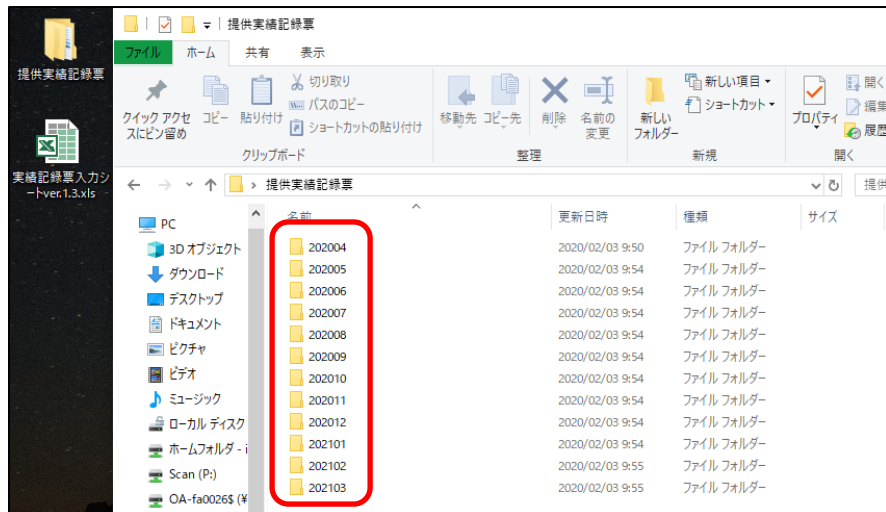 提供実績記録票
実績記録票入力シ
ートver.1.3.xls
提供実績記録票
ファイル ホーム 共有 表示
クイック アクセ
スにピン留め
コピー
貼り付け
切り取り
パスのコピー
ショートカットの貼り付け
クリップボード
移動先 コピー先 削除 名前の
変更
整理
新しい
フォルダー
新しい項目
ショートカット
新規
プロパティ
開く
編集
履歴
開く
提供実績記録票
提供
PC
3D オブジェクト
ダウンロード
デスクトップ
ドキュメント
ピクチャ
ビデオ
ミュージック
ローカル ディスク
ホームフォルダ - i
Scan (P:)
OA-fa0026$ (¥
名前 更新日時 種類 サイズ
202004 2020/02/03 9:50 ファイル フォルダー
202005 2020/02/03 9:54 ファイル フォルダー
202006 2020/02/03 9:54 ファイル フォルダー
202007 2020/02/03 9:54 ファイル フォルダー
202008 2020/02/03 9:54 ファイル フォルダー
202009 2020/02/03 9:54 ファイル フォルダー
202010 2020/02/03 9:54 ファイル フォルダー
202011 2020/02/03 9:54 ファイル フォルダー
202012 2020/02/03 9:54 ファイル フォルダー
202101 2020/02/03 9:54 ファイル フォルダー
202102 2020/02/03 9:55 ファイル フォルダー
202103 2020/02/03 9:55 ファイル フォルダー